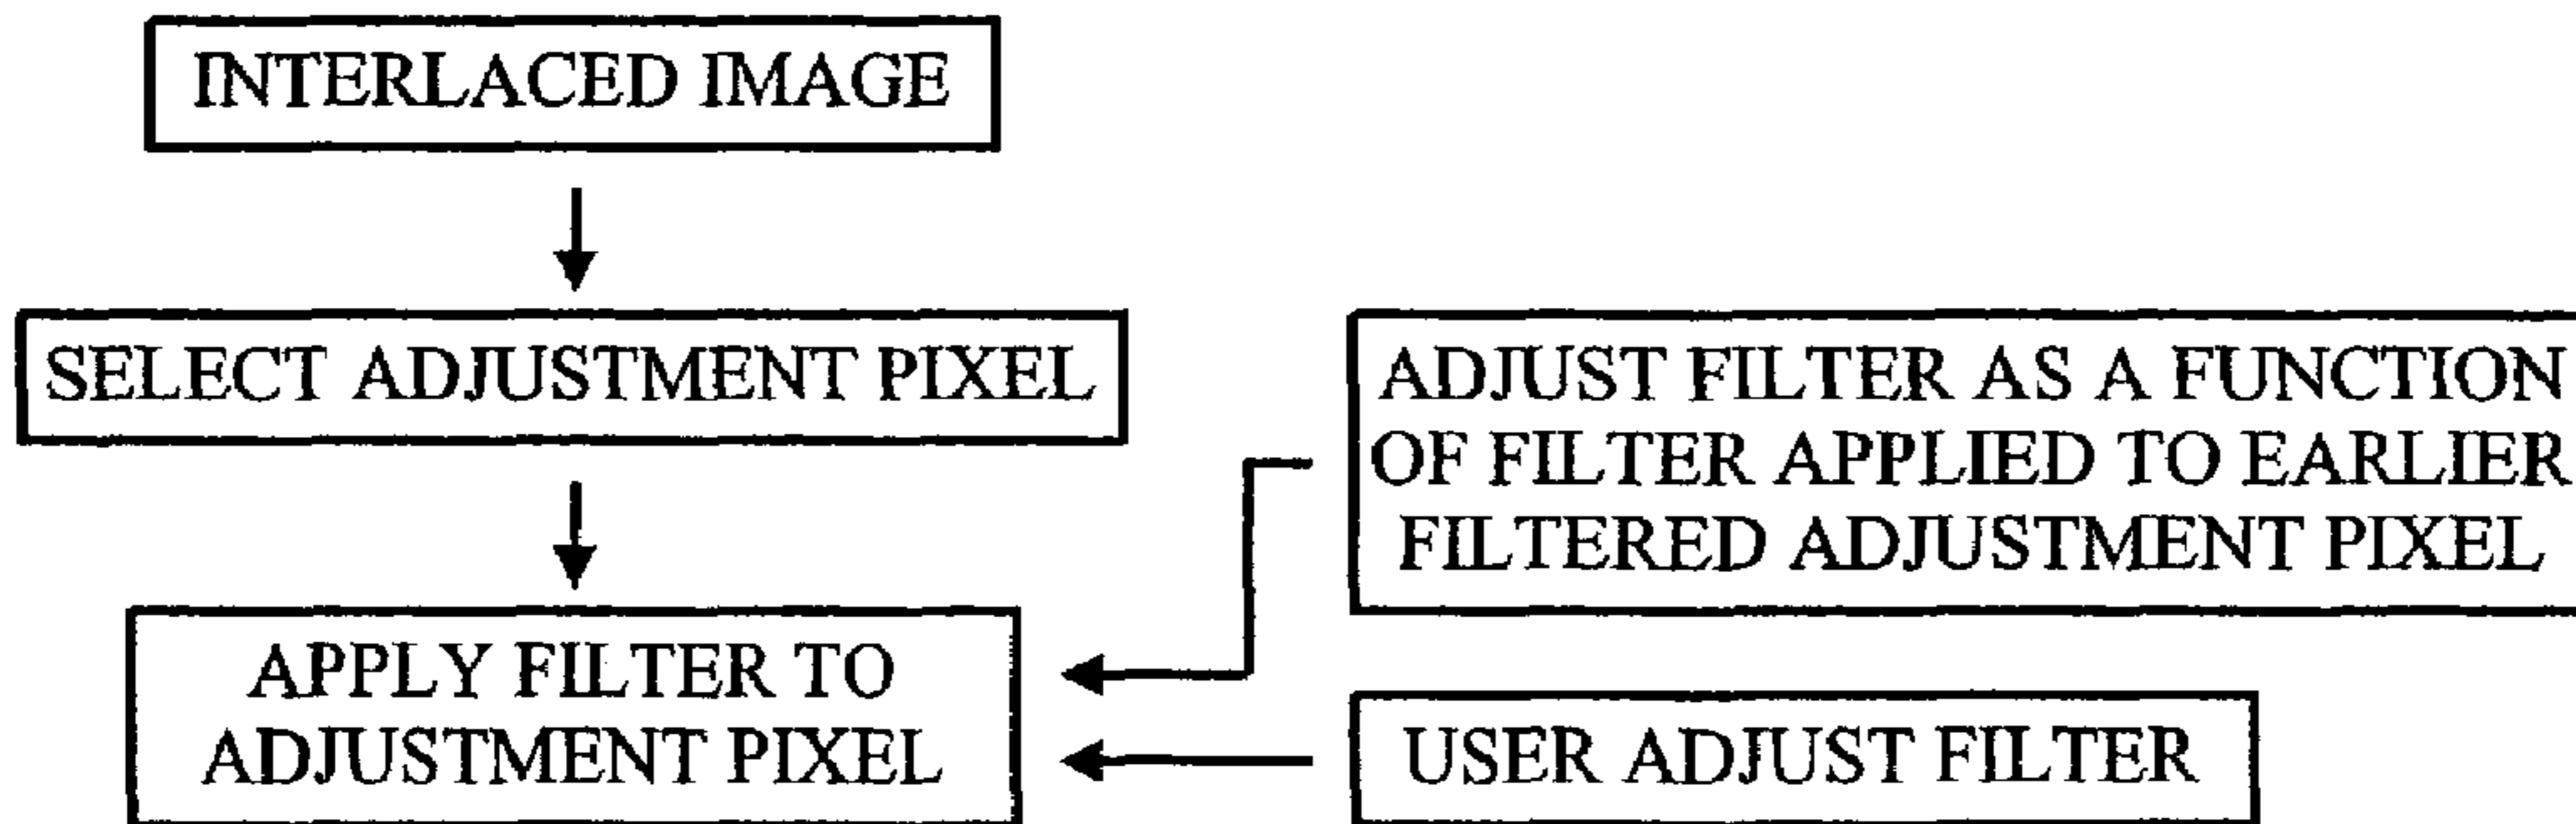 INTERLACED IMAGE
SELECT ADJUSTMENT PIXEL
ADJUST FILTER AS A FUNCTION
OF FILTER APPLIED TO EARLIER
FILTERED ADJUSTMENT PIXEL
APPLY FILTER TO
ADJUSTMENT PIXEL
USER ADJUST FILTER